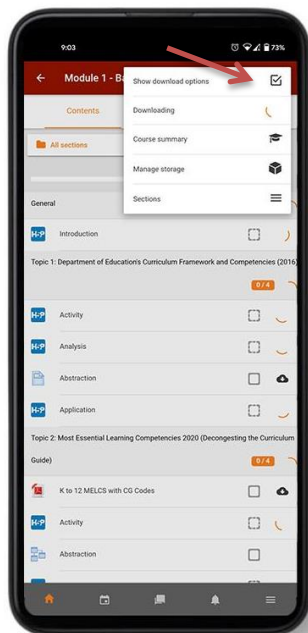 9:03
73%
Module 1 - Ba
Show download options
Contents
Downloading
All sections
Course summary
Manage storage
Sections
General
H-P Introduction
Topic 1: Department of Education's Curriculum Framework and Competencies (2016)
0/4
H-P Activity
H-P Analysis
Abstraction
H-P Application
Topic 2: Most Essential Learning Competencies 2020 (Decongesting the Curriculum
Guide)
0/4
K to 12 MELCS with CG Codes
H-P Activity
Abstraction